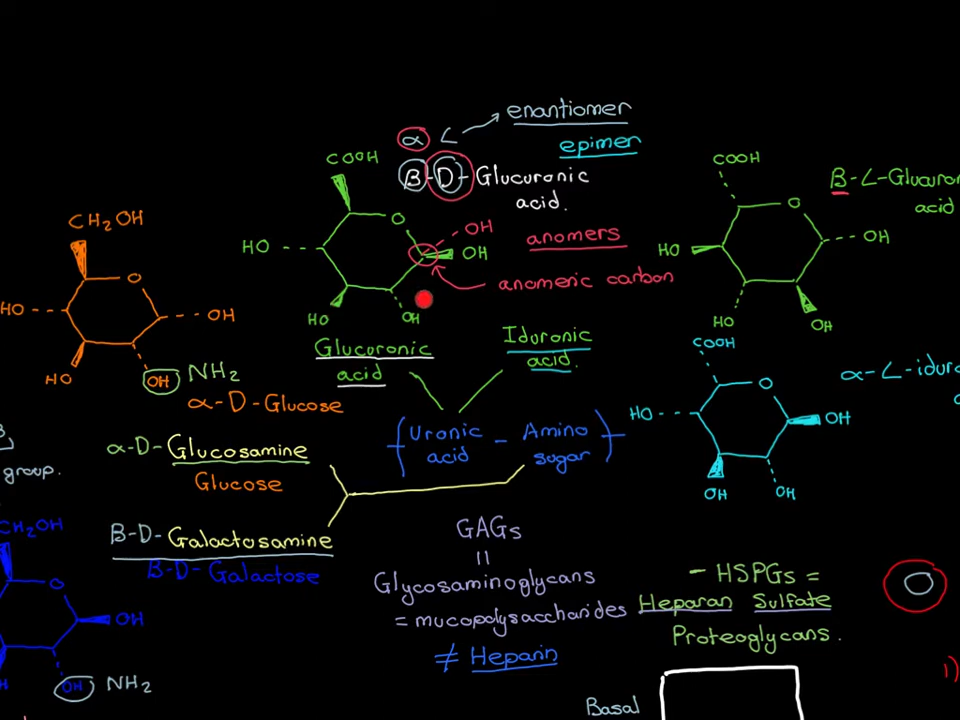 enantiomer
α L
epimer
COOH
β-D-Glucuronic
acid.
COOH
β-L-Glucuron
acid
CH2OH
O
OH
O
HO
OH
anomers
HO
OH
anomeric carbon
O
HO
OH
HO
OH
HO
OH
HO
OH
NH2
Glucuronic
acid
Iduronic
acid.
COOH
O
α-L-idur
α-D-Glucose
HO
OH
(Uronic - Amino)
acid sugar
α-D-Glucosamine
group.
Glucose
OH
OH
CH2OH
β-D-Galactosamine
β-D-Galactose
GAGs
=
Glycosaminoglycans
= mucopolysaccharides
≠ Heparin
- HSPGs =
Heparan Sulfate
Proteoglycans.
O
OH
OH
NH2
1)
Basal